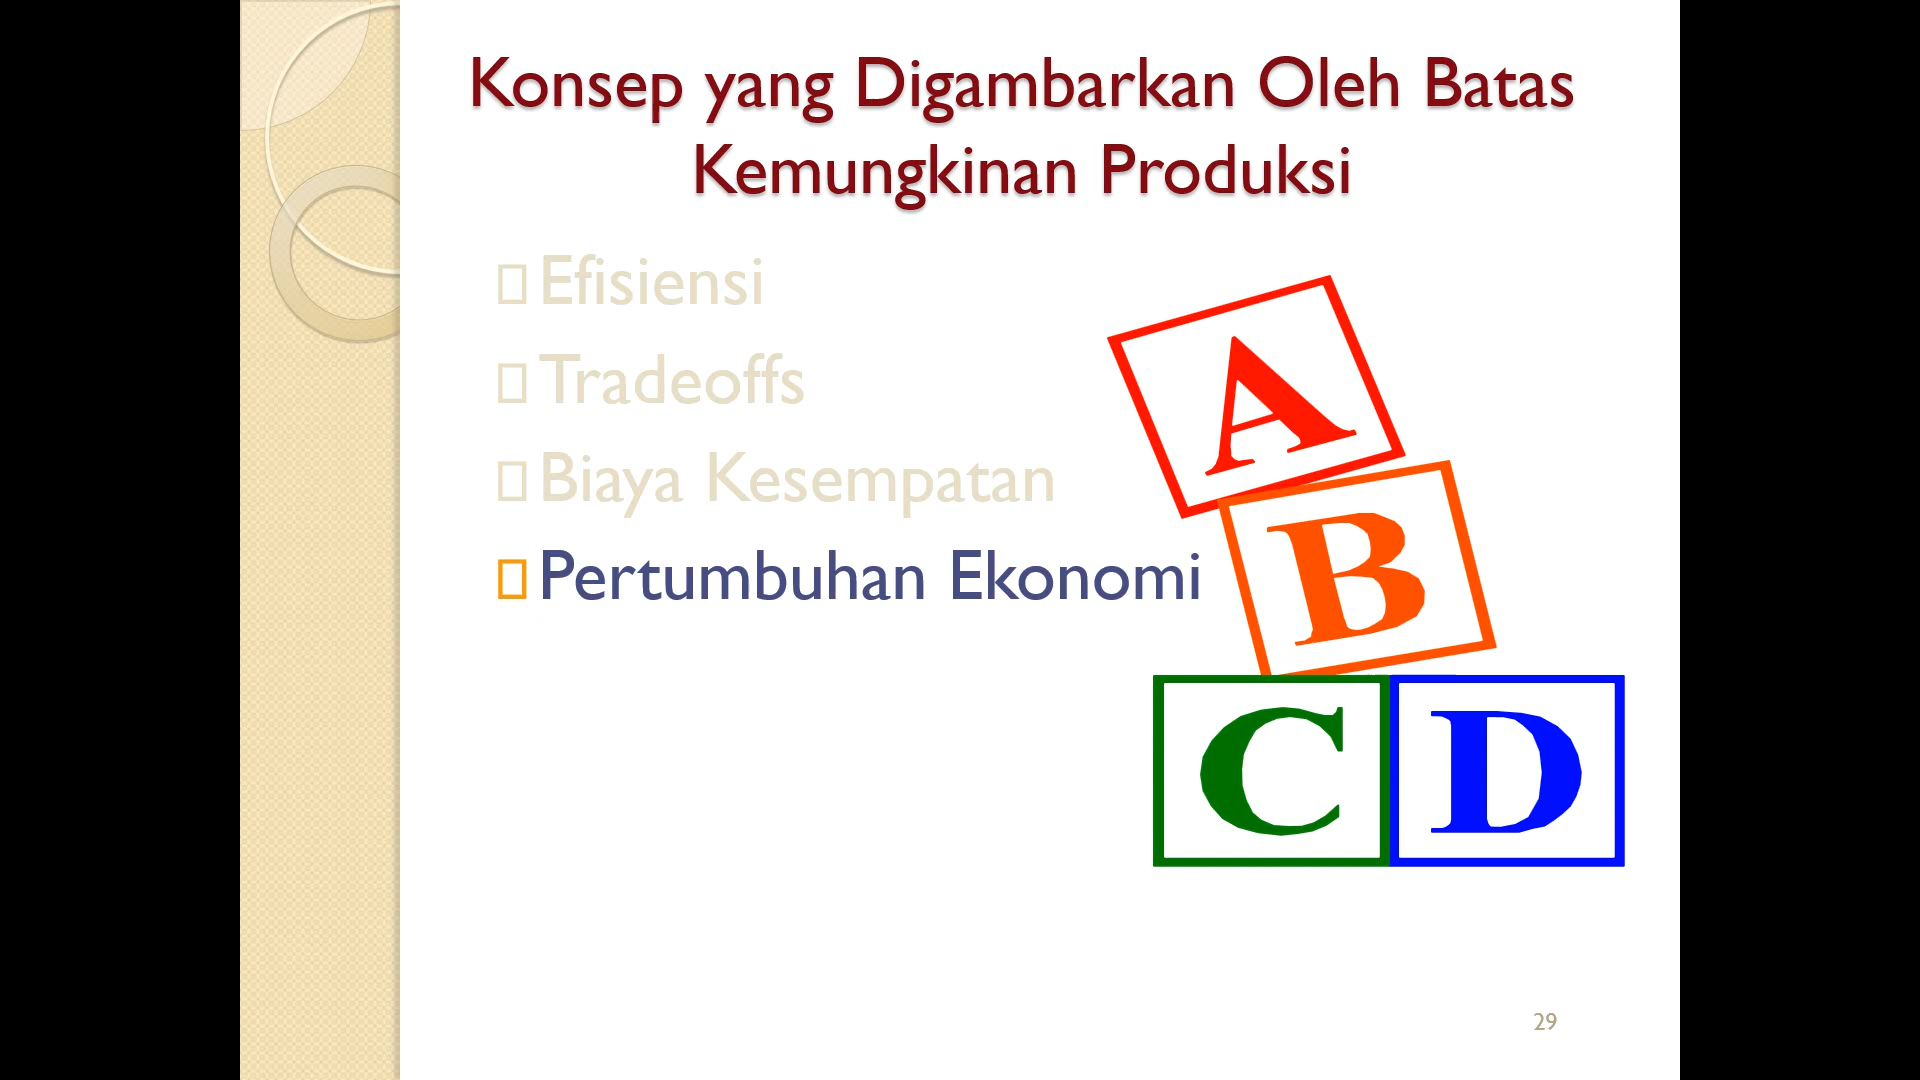 Konsep yang Digambarkan Oleh Batas
Kemungkinan Produksi
Efisiensi
Tradeoffs
Biaya Kesempatan
Pertumbuhan Ekonomi
A
B
C
D
29